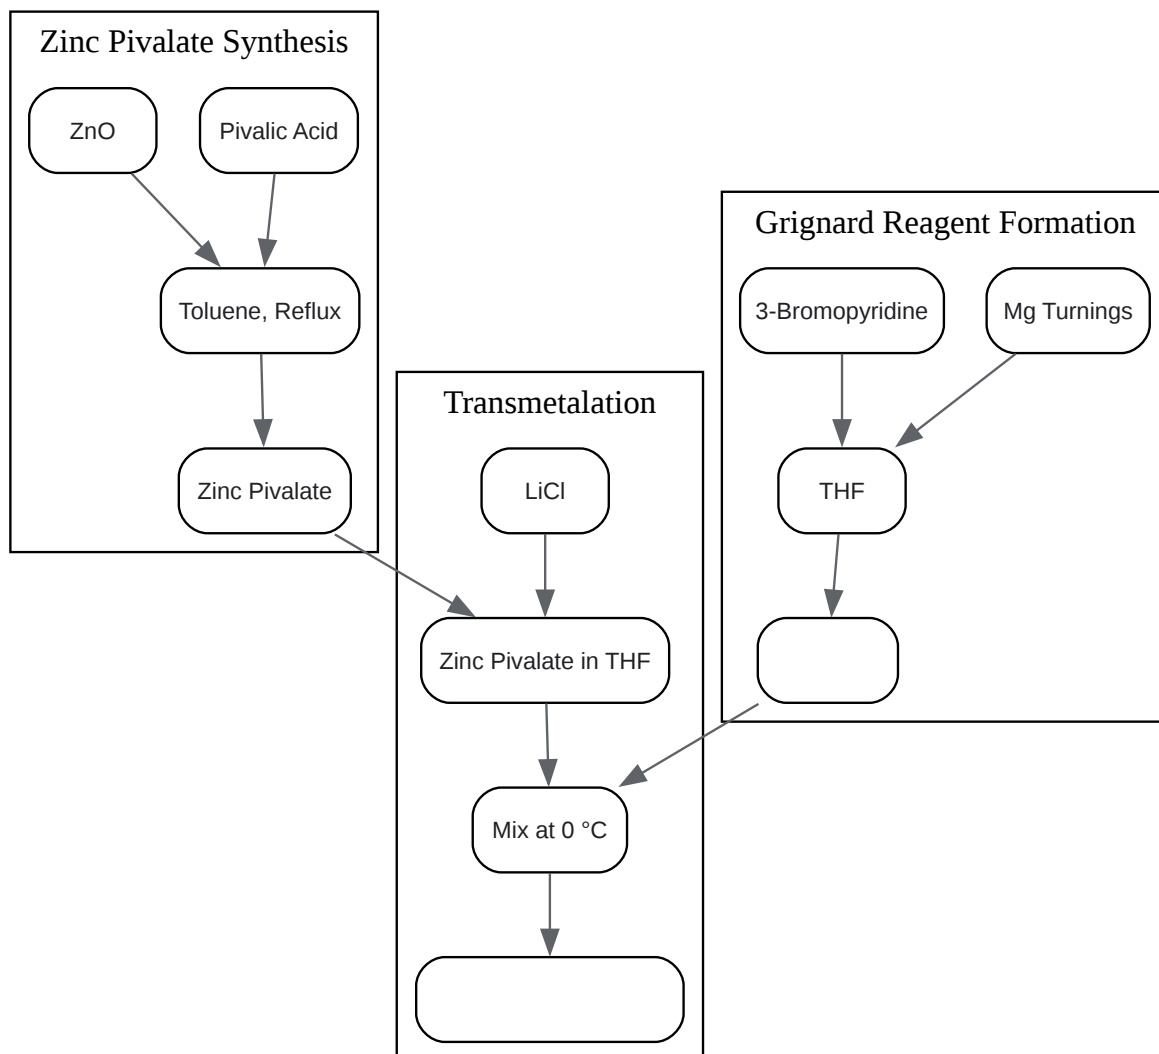 Zinc Pivalate Synthesis
ZnO
Pivalic Acid
Toluene, Reflux
Zinc Pivalate
Grignard Reagent Formation
3-Bromopyridine
Mg Turnings
THF
Transmetalation
LiCl
Zinc Pivalate in THF
Mix at 0 °C